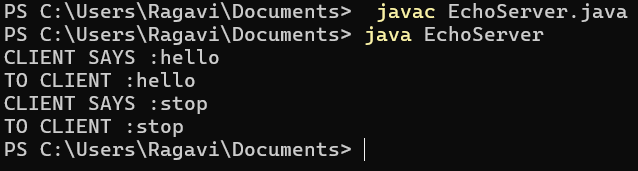 PS C:\Users\Ragavi\Documents>  javac EchoServer.java
PS C:\Users\Ragavi\Documents> java EchoServer
CLIENT SAYS :hello
TO CLIENT :hello
CLIENT SAYS :stop
TO CLIENT :stop
PS C:\Users\Ragavi\Documents>